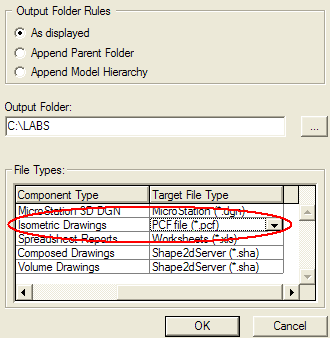 Output Folder Rules
As displayed
Append Parent Folder
Append Model Hierarchy
Output Folder:
C:\LABS
...
File Types:
Component Type Target File Type
MicroStation 3D DGN MicroStation (*.dgn)
Isometric Drawings PCF file (*.pcf)
Spreadsheet Reports Worksheets (*.xls)
Composed Drawings Shape2dServer (*.sha)
Volume Drawings Shape2dServer (*.sha)
OK Cancel